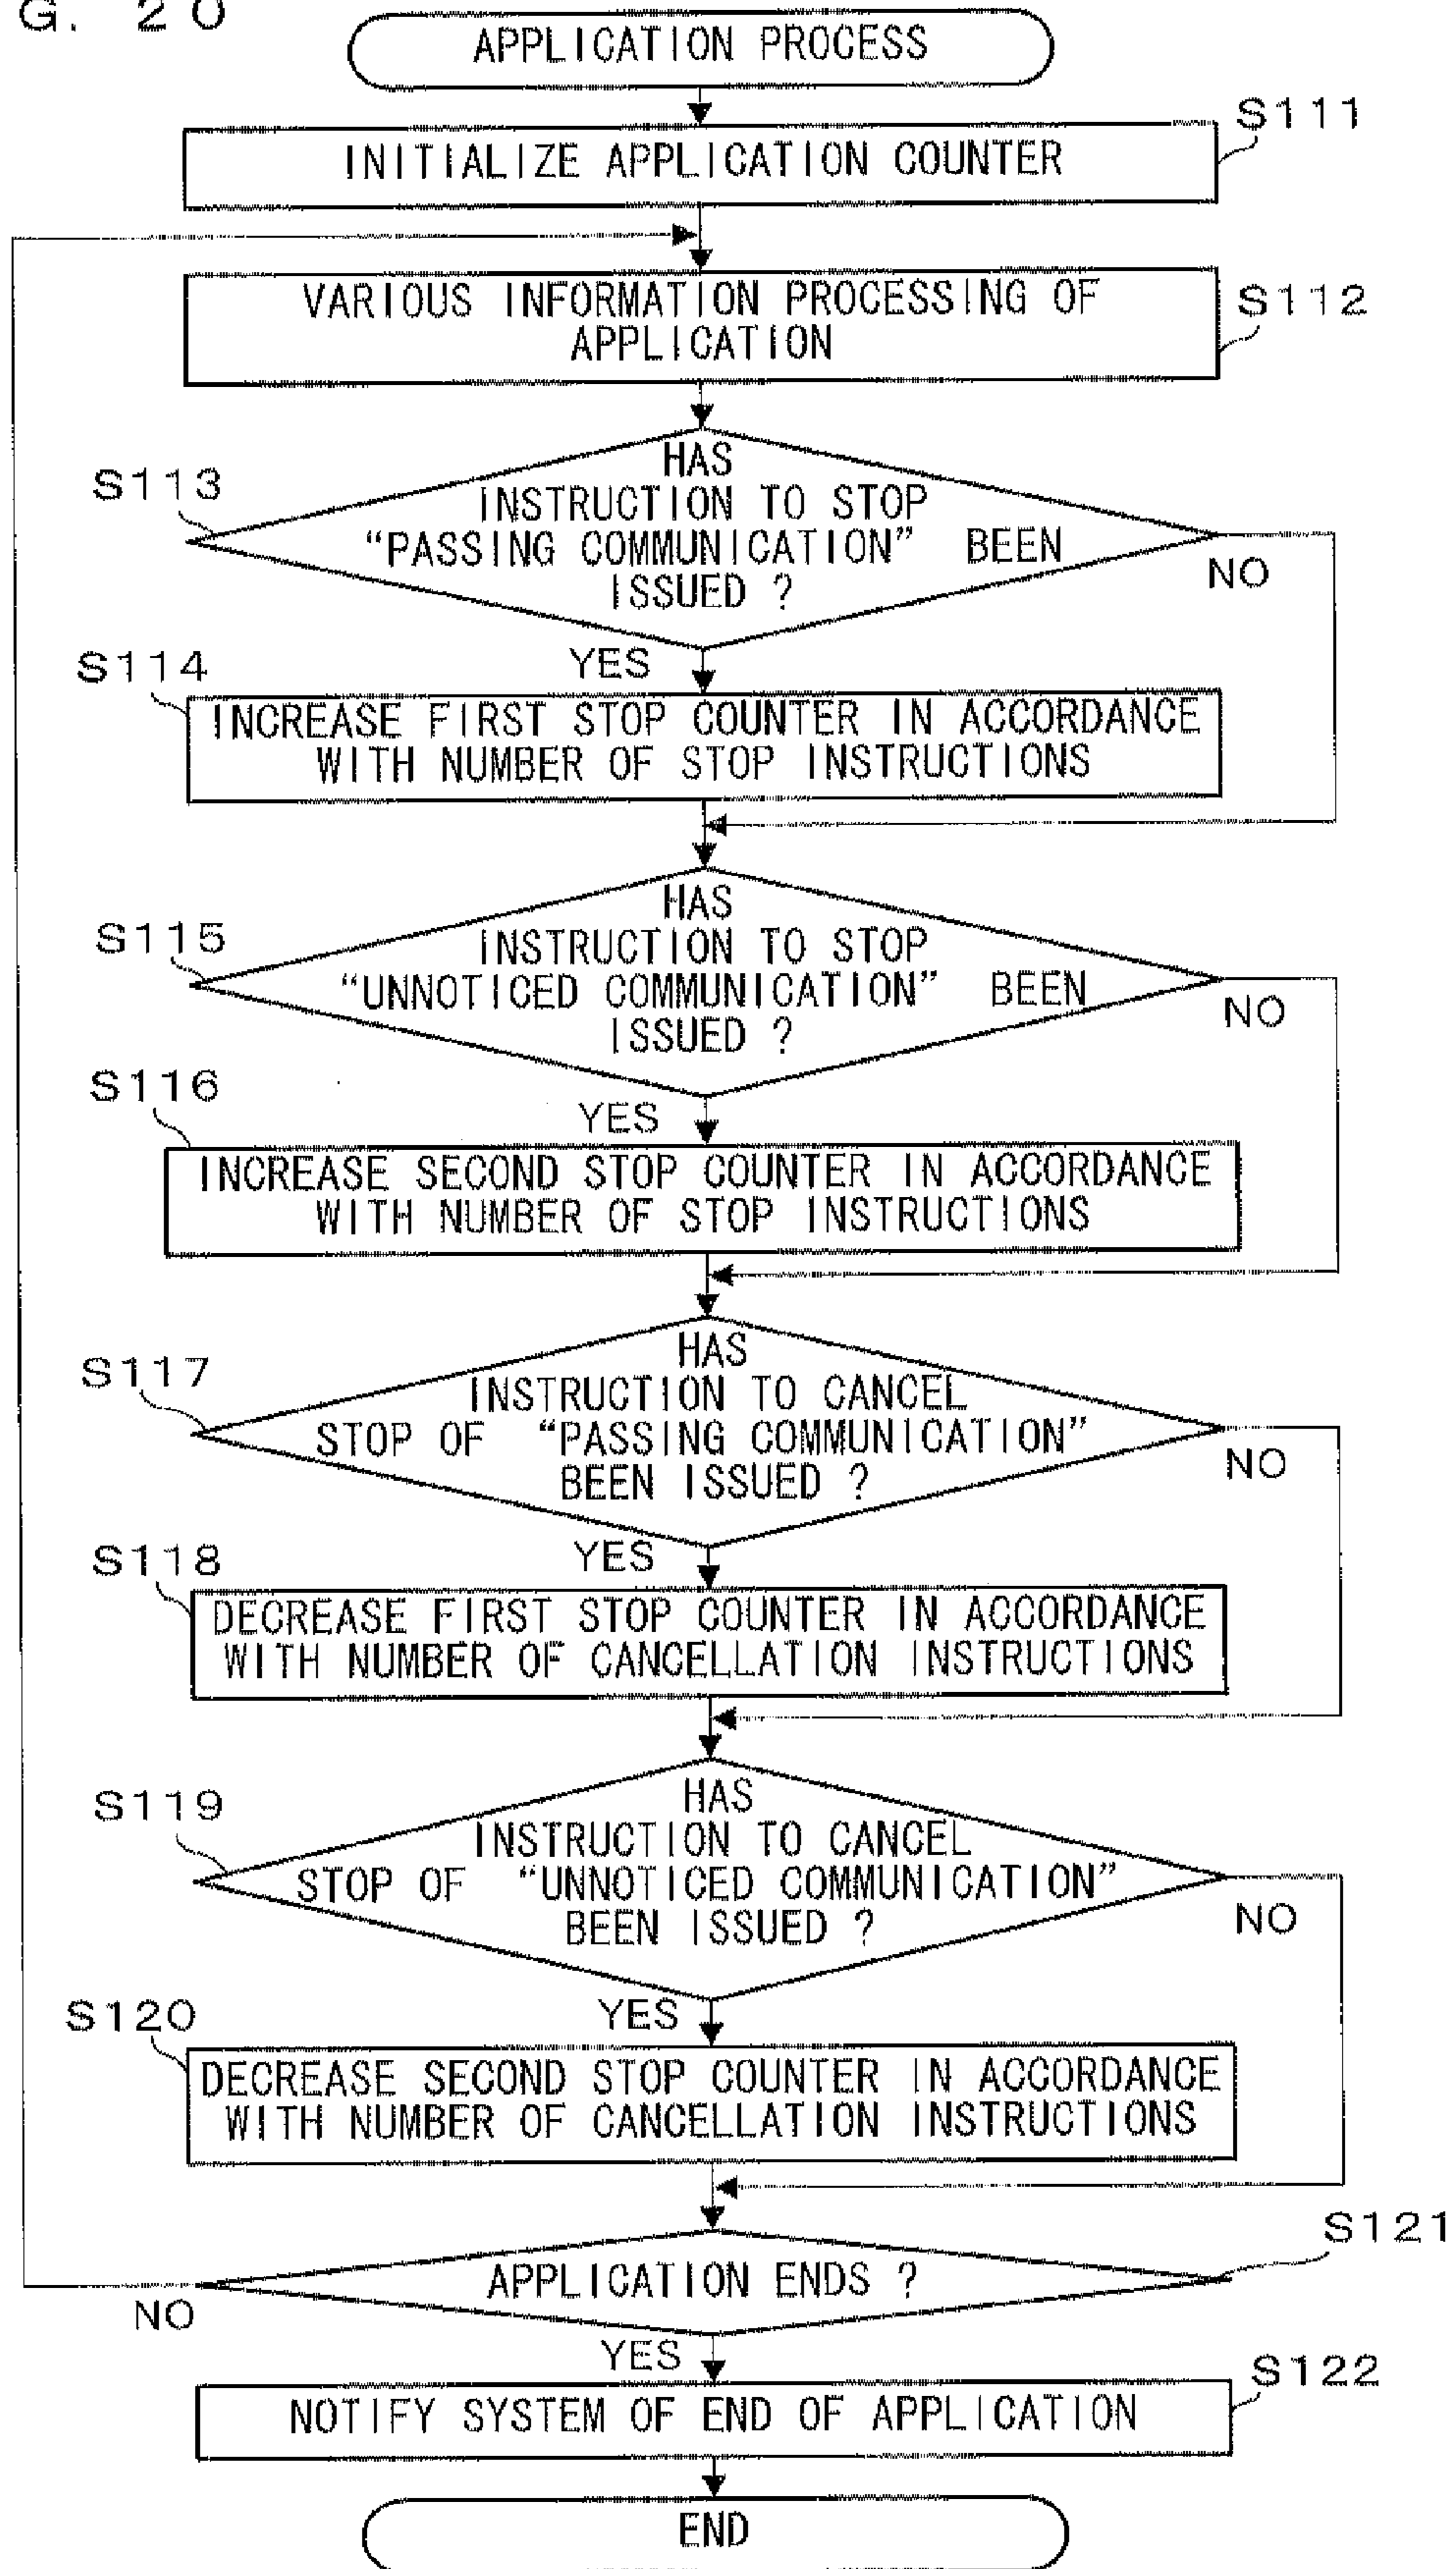 G. 20
APPLICATION PROCESS
S111
INITIALIZE APPLICATION COUNTER
VARIOUS INFORMATION PROCESSING OF
APPLICATION
S112
S113
HAS
INSTRUCTION TO STOP
“PASSING COMMUNICATION” BEEN
ISSUED ?
NO
YES
S114
INCREASE FIRST STOP COUNTER IN ACCORDANCE
WITH NUMBER OF STOP INSTRUCTIONS
S115
HAS
INSTRUCTION TO STOP
“UNNOTICED COMMUNICATION” BEEN
ISSUED ?
NO
YES
S116
INCREASE SECOND STOP COUNTER IN ACCORDANCE
WITH NUMBER OF STOP INSTRUCTIONS
S117
HAS
INSTRUCTION TO CANCEL
STOP OF “PASSING COMMUNICATION”
BEEN ISSUED ?
NO
YES
S118
DECREASE FIRST STOP COUNTER IN ACCORDANCE
WITH NUMBER OF CANCELLATION INSTRUCTIONS
S119
HAS
INSTRUCTION TO CANCEL
STOP OF “UNNOTICED COMMUNICATION”
BEEN ISSUED ?
NO
YES
S120
DECREASE SECOND STOP COUNTER IN ACCORDANCE
WITH NUMBER OF CANCELLATION INSTRUCTIONS
S121
APPLICATION ENDS ?
NO
YES
S122
NOTIFY SYSTEM OF END OF APPLICATION
END